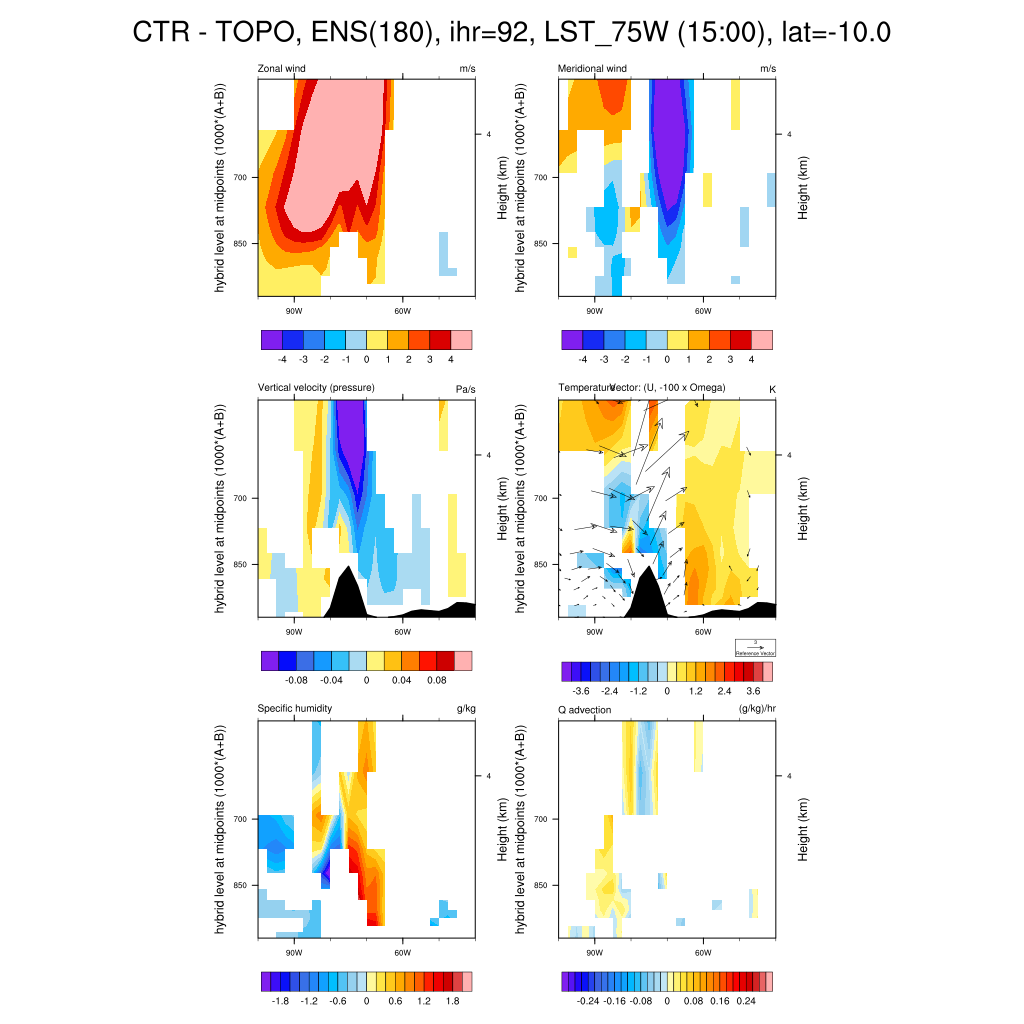 CTR - TOPO, ENS(180), ihr=92, LST_75W (15:00), lat=-10.0
Zonal wind m/s
hybrid level at midpoints (1000*(A+B))
700
850
4
Height (km)
90W 60W
-4 -3 -2 -1 0 1 2 3 4
Meridional wind m/s
hybrid level at midpoints (1000*(A+B))
700
850
4
Height (km)
90W 60W
-4 -3 -2 -1 0 1 2 3 4
Vertical velocity (pressure) Pa/s
hybrid level at midpoints (1000*(A+B))
700
850
4
Height (km)
90W 60W
-0.08 -0.04 0 0.04 0.08
Temperature Vector: (U, -100 x Omega) K
hybrid level at midpoints (1000*(A+B))
700
850
4
Height (km)
90W 60W
3
Reference Vector
-3.6 -2.4 -1.2 0 1.2 2.4 3.6
Specific humidity g/kg
hybrid level at midpoints (1000*(A+B))
700
850
4
Height (km)
90W 60W
-1.8 -1.2 -0.6 0 0.6 1.2 1.8
Q advection (g/kg)/hr
hybrid level at midpoints (1000*(A+B))
700
850
4
Height (km)
90W 60W
-0.24 -0.16 -0.08 0 0.08 0.16 0.24